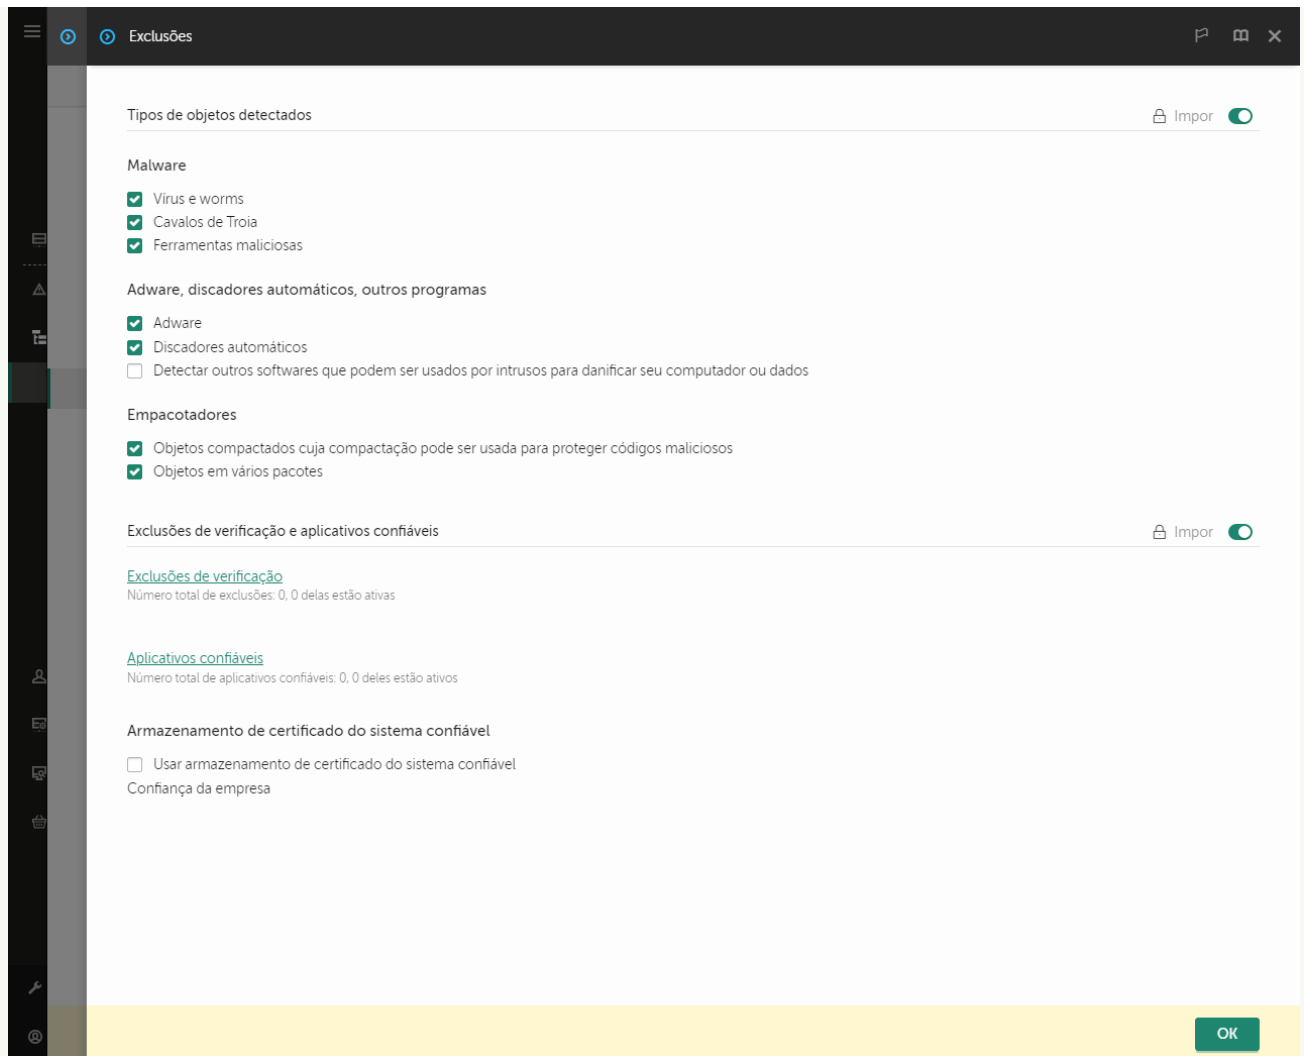 Exclusões
Tipos de objetos detectados
Impor
Malware
Vírus e worms
Cavalos de Troia
Ferramentas maliciosas
Adware, discadores automáticos, outros programas
Adware
Discadores automáticos
Detectar outros softwares que podem ser usados por intrusos para danificar seu computador ou dados
Empacotadores
Objetos compactados cuja compactação pode ser usada para proteger códigos maliciosos
Objetos em vários pacotes
Exclusões de verificação e aplicativos confiáveis
Impor
Exclusões de verificação
Número total de exclusões: 0, 0 delas estão ativas
Aplicativos confiáveis
Número total de aplicativos confiáveis: 0, 0 deles estão ativos
Armazenamento de certificado do sistema confiável
Usar armazenamento de certificado do sistema confiável
Confiança da empresa
OK